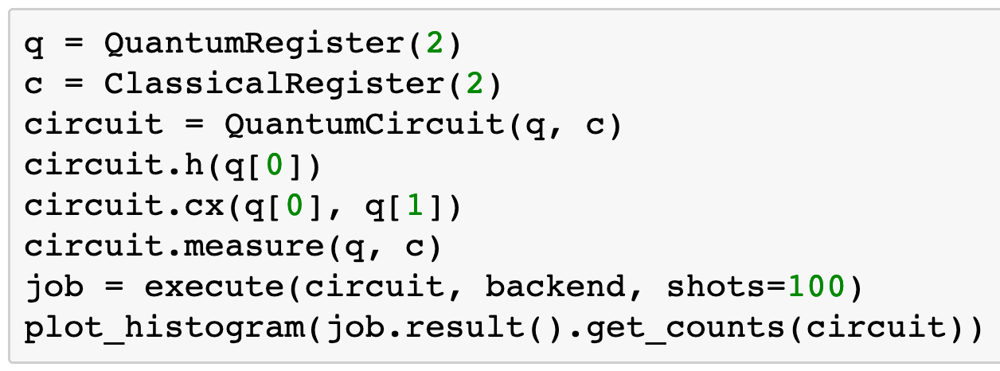 q = QuantumRegister(2)
c = ClassicalRegister(2)
circuit = QuantumCircuit(q, c)
circuit.h(q[0])
circuit.cx(q[0], q[1])
circuit.measure(q, c)
job = execute(circuit, backend, shots=100)
plot_histogram(job.result().get_counts(circuit))